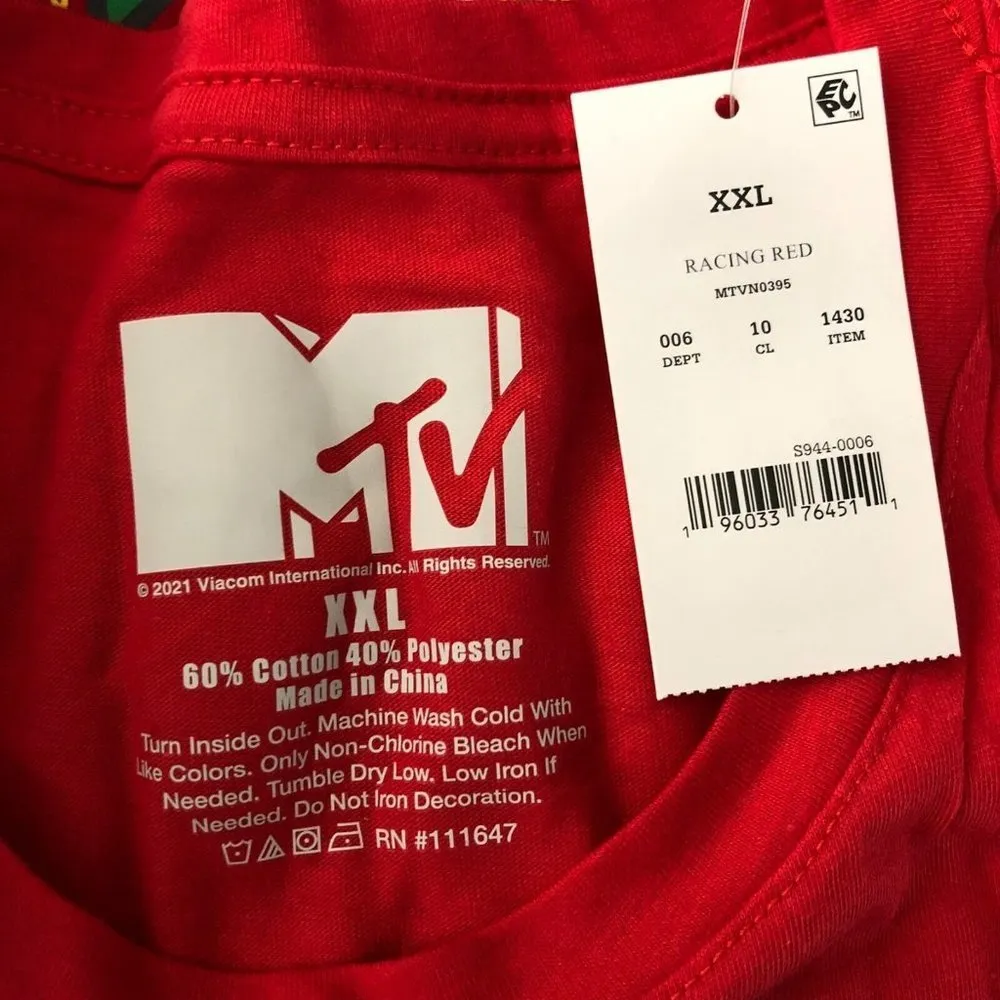 MTV TM
© 2021 Viacom International Inc. All Rights Reserved.
XXL
60% Cotton 40% Polyester
Made in China
Turn Inside Out. Machine Wash Cold With
Like Colors. Only Non-Chlorine Bleach When
Needed. Tumble Dry Low. Low Iron If
Needed. Do Not Iron Decoration.
RN #111647
EPC TM
XXL
RACING RED
MTVN0395
006 10 1430
DEPT CL ITEM
S944-0006
1 96033 76451 1